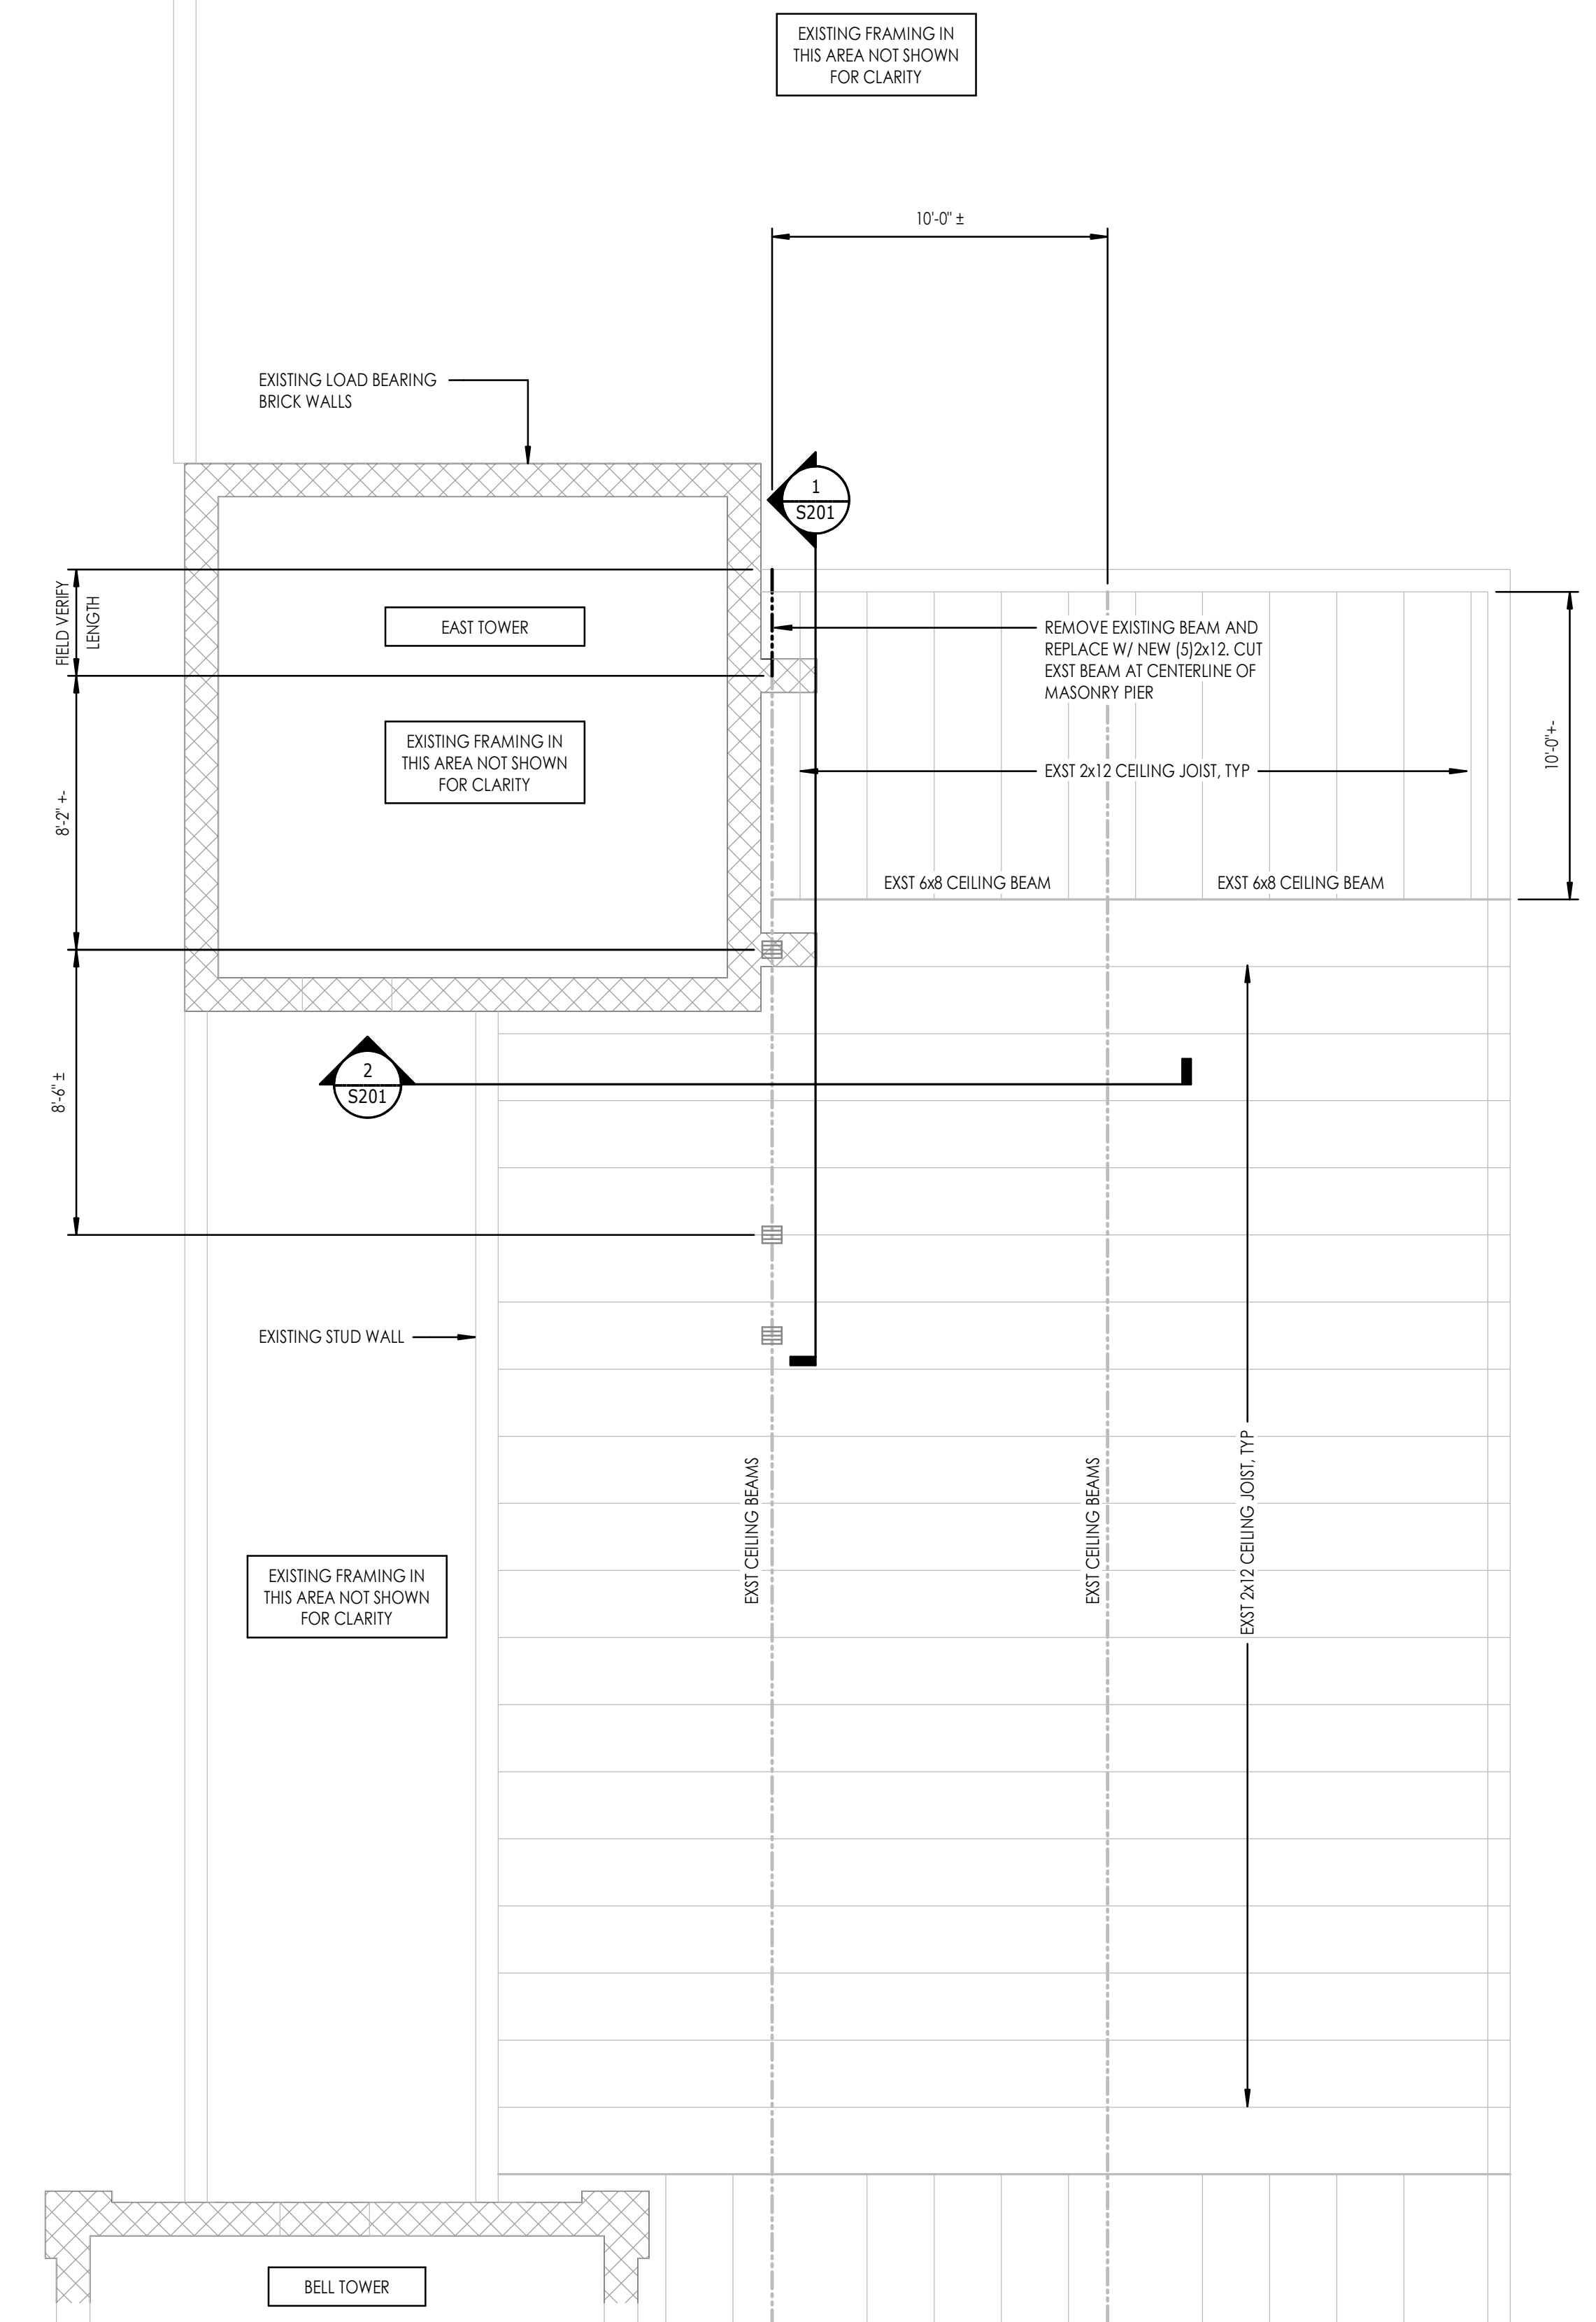 EXISTING FRAMING IN
THIS AREA NOT SHOWN
FOR CLARITY
10'-0" ±
EXISTING LOAD BEARING
BRICK WALLS
1
S201
FIELD VERIFY
LENGTH
EAST TOWER
REMOVE EXISTING BEAM AND
REPLACE W/ NEW (5)2x12. CUT
EXST BEAM AT CENTERLINE OF
MASONRY PIER
EXISTING FRAMING IN
THIS AREA NOT SHOWN
FOR CLARITY
10'-0"+-
EXST 2x12 CEILING JOIST, TYP
8'-2" +-
EXST 6x8 CEILING BEAM
EXST 6x8 CEILING BEAM
2
S201
8'-6" ±
EXISTING STUD WALL
EXST CEILING BEAMS
EXST CEILING BEAMS
EXST 2x12 CEILING JOIST, TYP
EXISTING FRAMING IN
THIS AREA NOT SHOWN
FOR CLARITY
BELL TOWER